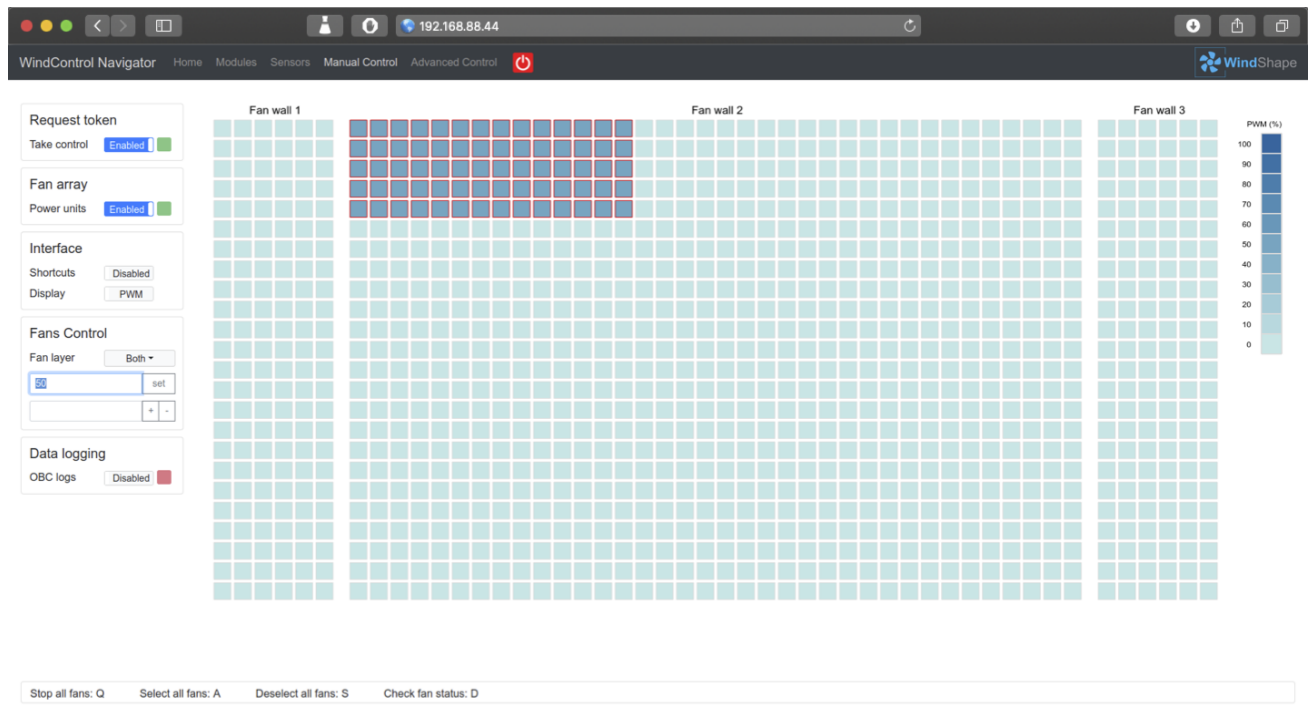 192.168.88.44
WindControl Navigator Home Modules Sensors Manual Control Advanced Control WindShape
Request token
Take control Enabled
Fan array
Power units Enabled
Interface
Shortcuts Disabled
Display PWM
Fans Control
Fan layer Both
50 set
+ -
Data logging
OBC logs Disabled
Fan wall 1 Fan wall 2 Fan wall 3
PWM (%)
100
90
80
70
60
50
40
30
20
10
0
Stop all fans: Q Select all fans: A Deselect all fans: S Check fan status: D